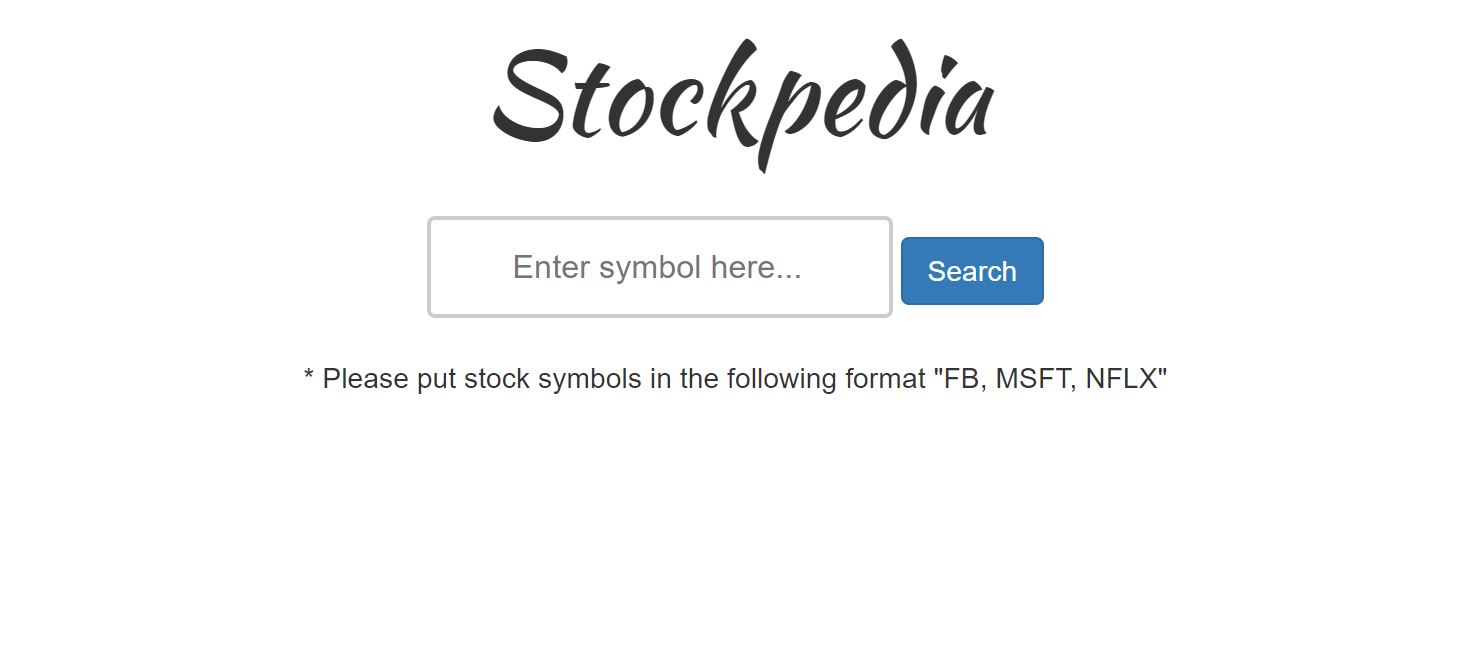 Stockpedia
Enter symbol here...
Search
* Please put stock symbols in the following format "FB, MSFT, NFLX"